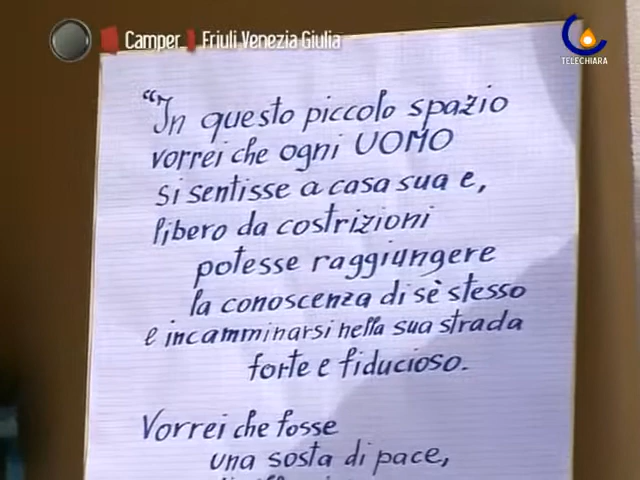 Camper Friuli Venezia Giulia
TELECHIARA
“In questo piccolo spazio
vorrei che ogni UOMO
si sentisse a casa sua e,
libero da costrizioni
potesse raggiungere
la conoscenza di sè stesso
e incamminarsi nella sua strada
forte e fiducioso.
Vorrei che fosse
una sosta di pace,